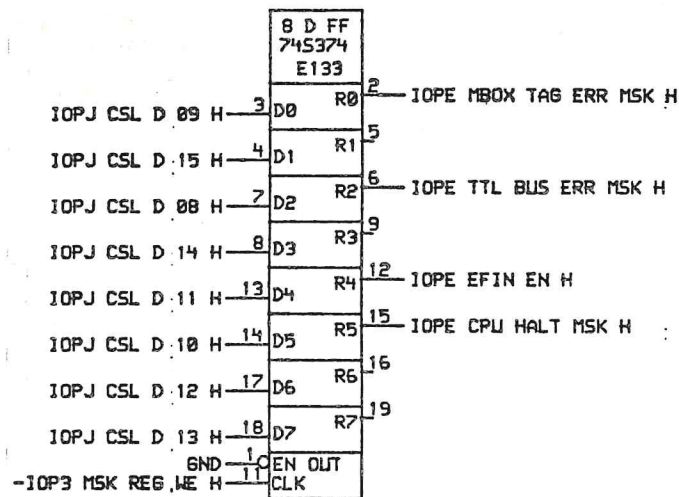 8 D FF
74S374
E133
IOPJ CSL D 09 H 3 D0 R0 2 IOPE MBOX TAG ERR MSK H
IOPJ CSL D 15 H 4 D1 R1 5
IOPJ CSL D 08 H 7 D2 R2 6 IOPE TTL BUS ERR MSK H
IOPJ CSL D 14 H 8 D3 R3 9
IOPJ CSL D 11 H 13 D4 R4 12 IOPE EFIN EN H
IOPJ CSL D 10 H 14 D5 R5 15 IOPE CPU HALT MSK H
IOPJ CSL D 12 H 17 D6 R6 16
IOPJ CSL D 13 H 18 D7 R7 19
GND 1 EN OUT
-IOP3 MSK REG WE H 11 CLK